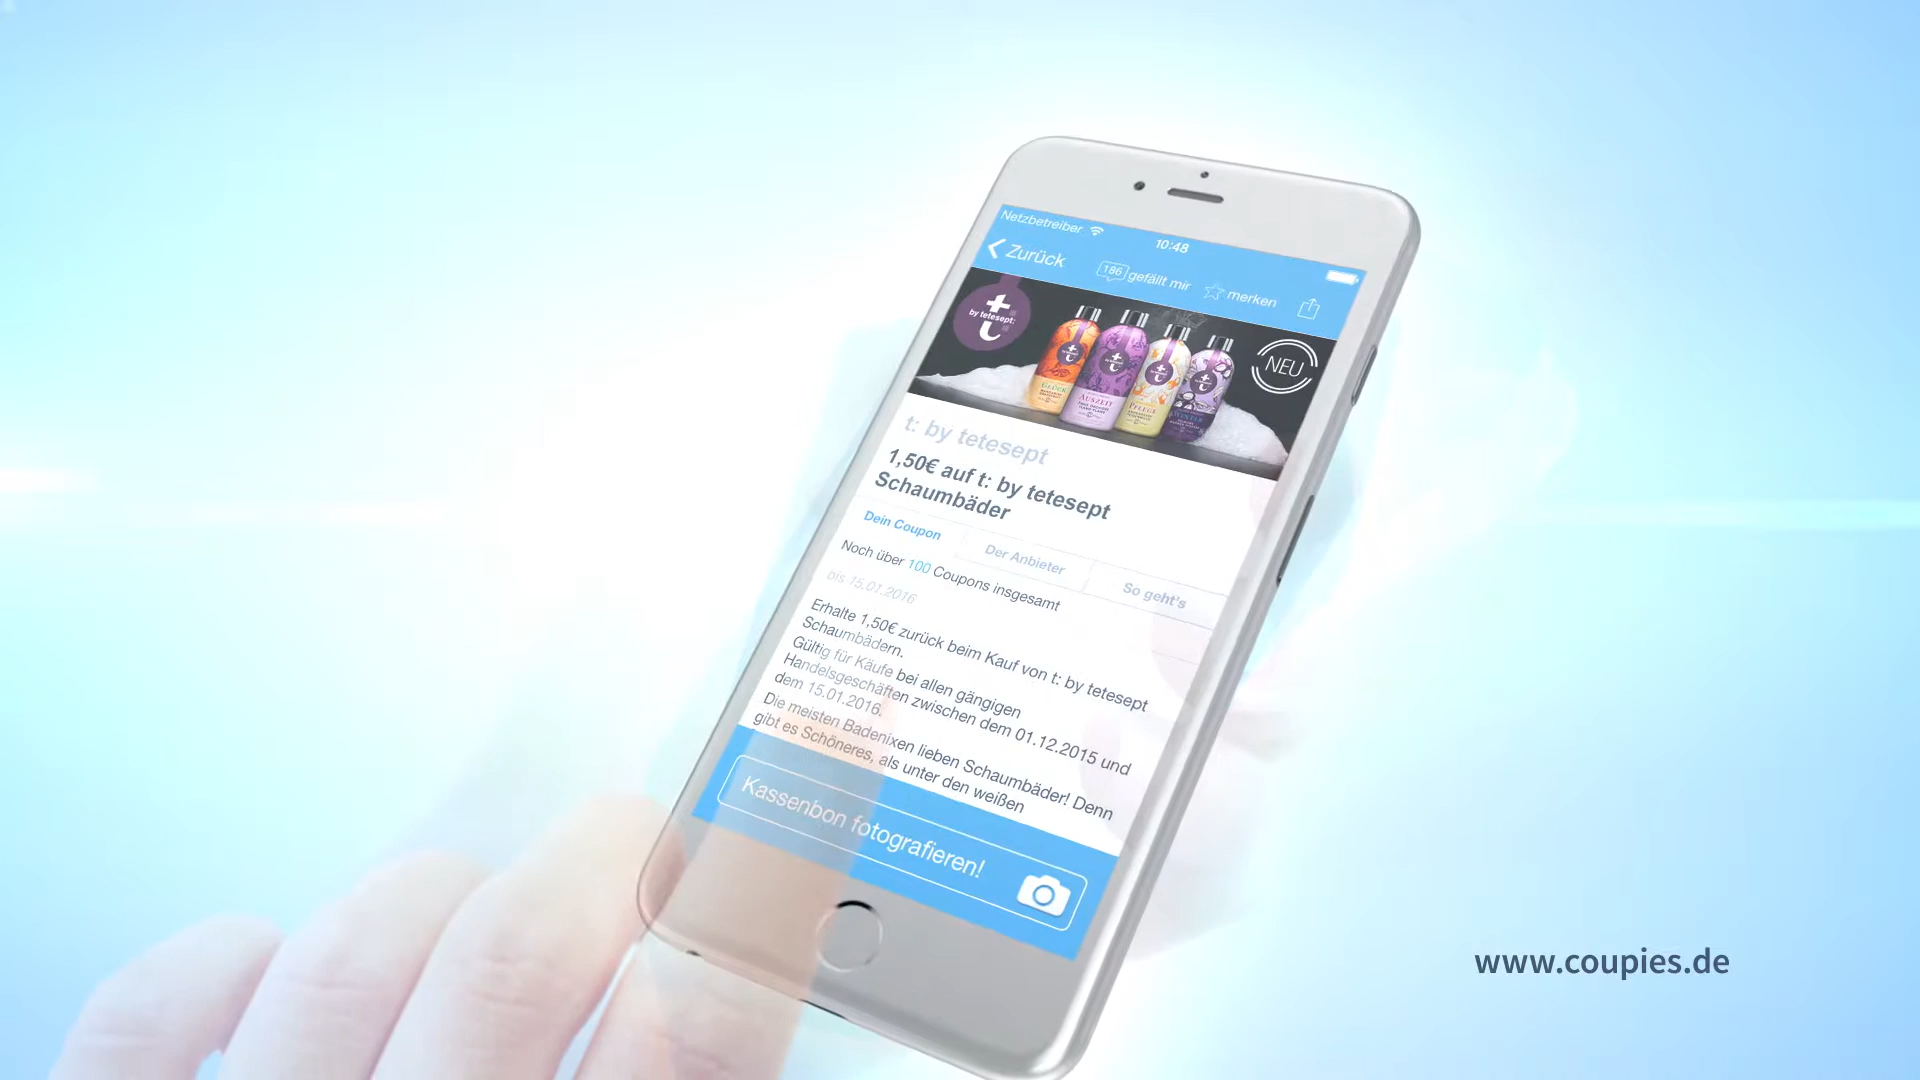 Netzbetreiber
10:48
Zurück
186 gefällt mir
merken
by tetesept:
NEU
GLÜCK
AUSZEIT
PFLEGE
WINTER
t: by tetesept
1,50€ auf t: by tetesept
Schaumbäder
Dein Coupon
Der Anbieter
So geht's
Noch über 100 Coupons insgesamt
bis 15.01.2016
Erhalte 1,50€ zurück beim Kauf von t: by tetesept
Schaumbädern.
Gültig für Käufe bei allen gängigen
Handelsgeschäften zwischen dem 01.12.2015 und
dem 15.01.2016.
Die meisten Badenixen lieben Schaumbäder! Denn
gibt es Schöneres, als unter den weißen
Kassenbon fotografieren!
www.coupies.de